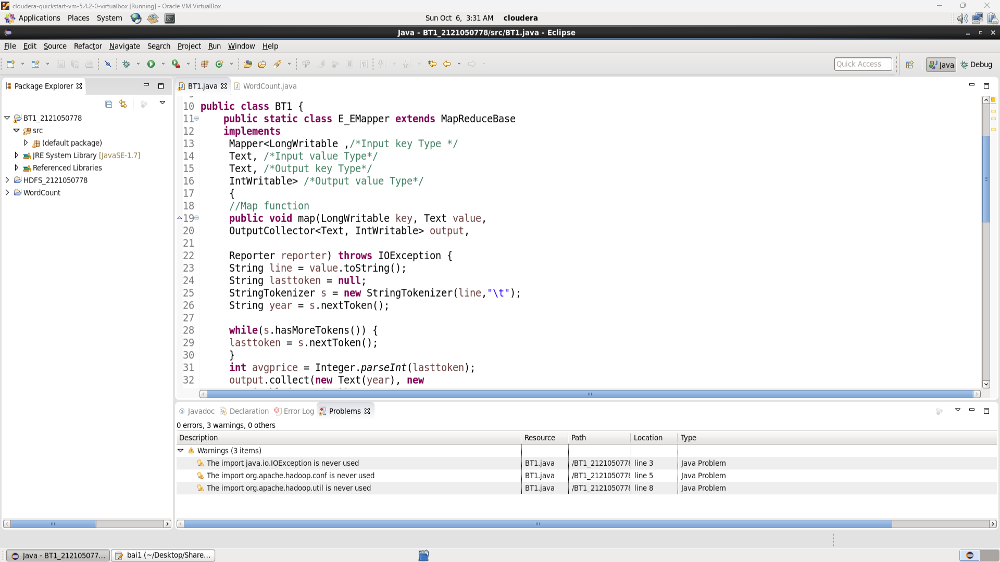 cloudera-quickstart-vm-5.4.2-0-virtualbox [Running] - Oracle VM VirtualBox
Applications Places System Sun Oct 6, 3:31 AM cloudera
Java - BT1_2121050778/src/BT1.java - Eclipse
File Edit Source Refactor Navigate Search Project Run Window Help
Quick Access Java Debug
Package Explorer
BT1_2121050778
src
(default package)
JRE System Library [JavaSE-1.7]
Referenced Libraries
HDFS_2121050778
WordCount
BT1.java WordCount.java
10 public class BT1 {
11 public static class E_EMapper extends MapReduceBase
12 implements
13 Mapper<LongWritable ,/*Input key Type */
14 Text, /*Input value Type*/
15 Text, /*Output key Type*/
16 IntWritable> /*Output value Type*/
17 {
18 //Map function
19 public void map(LongWritable key, Text value,
20 OutputCollector<Text, IntWritable> output,
21
22 Reporter reporter) throws IOException {
23 String line = value.toString();
24 String lasttoken = null;
25 StringTokenizer s = new StringTokenizer(line,"\t");
26 String year = s.nextToken();
27
28 while(s.hasMoreTokens()) {
29 lasttoken = s.nextToken();
30 }
31 int avgprice = Integer.parseInt(lasttoken);
32 output.collect(new Text(year), new
@ Javadoc Declaration Error Log Problems
0 errors, 3 warnings, 0 others
Description Resource Path Location Type
Warnings (3 items)
The import java.io.IOException is never used BT1.java /BT1_2121050778 line 3 Java Problem
The import org.apache.hadoop.conf is never used BT1.java /BT1_2121050778 line 5 Java Problem
The import org.apache.hadoop.util is never used BT1.java /BT1_2121050778 line 8 Java Problem
Java - BT1_212105077... bai1 (~/Desktop/Share...